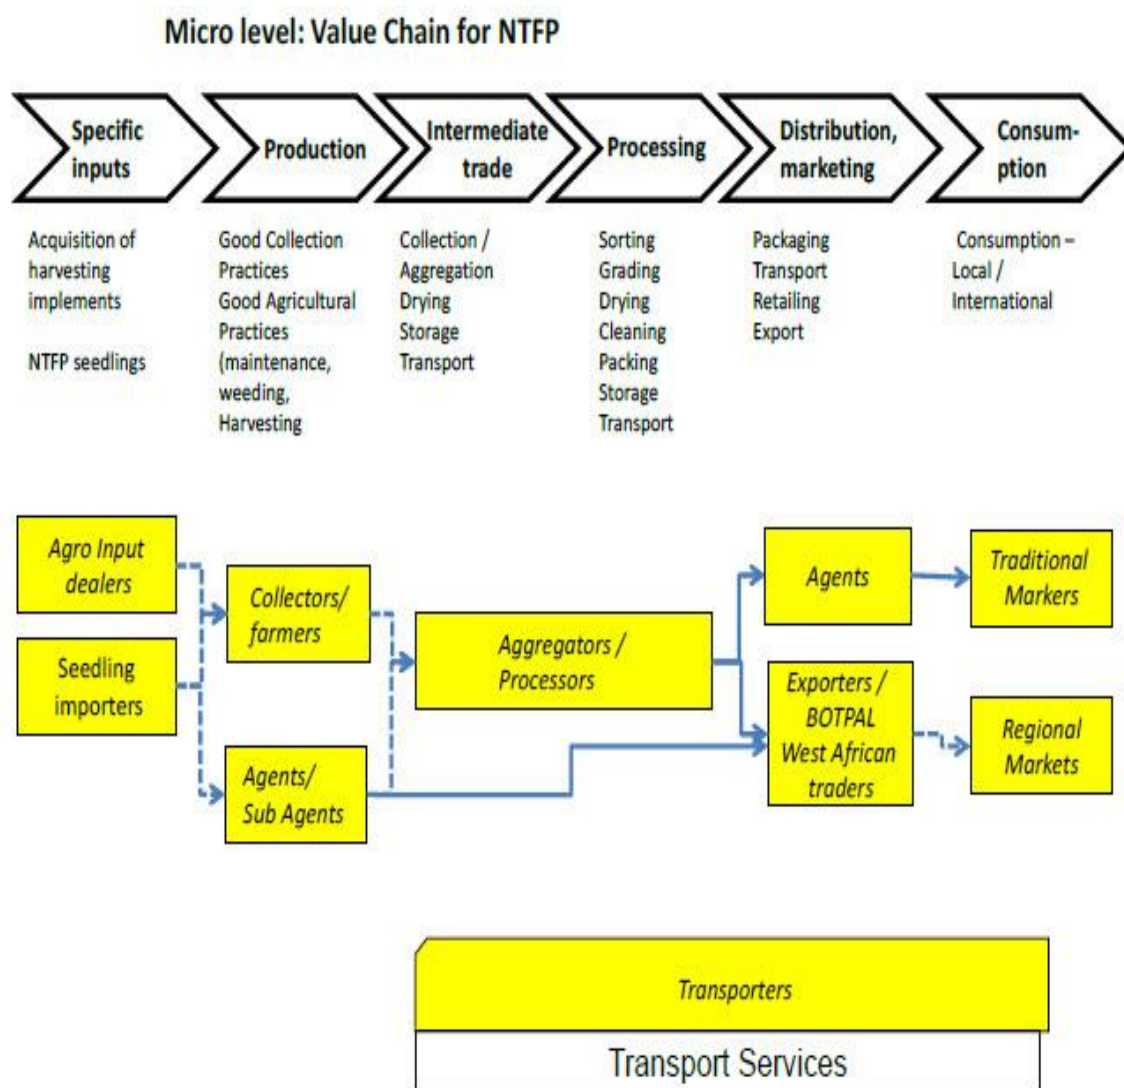 Micro level: Value Chain for NTFP
Specific
inputs
Production
Intermediate
trade
Processing
Distribution,
marketing
Consum-
ption
Acquisition of
harvesting
implements
NTFP seedlings
Good Collection
Practices
Good Agricultural
Practices
(maintenance,
weeding,
Harvesting
Collection /
Aggregation
Drying
Storage
Transport
Sorting
Grading
Drying
Cleaning
Packing
Storage
Transport
Packaging
Transport
Retailing
Export
Consumption –
Local /
International
Agro Input
dealers
Seedling
importers
Collectors/
farmers
Agents/
Sub Agents
Aggregators /
Processors
Agents
Exporters /
BOTPAL
West African
traders
Traditional
Markers
Regional
Markets
Transporters
Transport Services